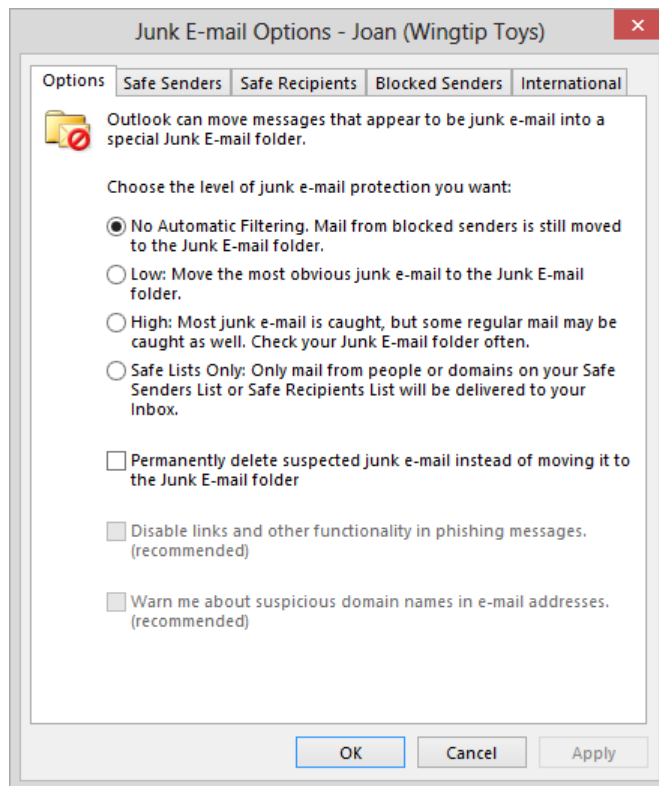 Junk E-mail Options - Joan (Wingtip Toys)
Options Safe Senders Safe Recipients Blocked Senders International
Outlook can move messages that appear to be junk e-mail into a
special Junk E-mail folder.
Choose the level of junk e-mail protection you want:
No Automatic Filtering. Mail from blocked senders is still moved
to the Junk E-mail folder.
Low: Move the most obvious junk e-mail to the Junk E-mail
folder.
High: Most junk e-mail is caught, but some regular mail may be
caught as well. Check your Junk E-mail folder often.
Safe Lists Only: Only mail from people or domains on your Safe
Senders List or Safe Recipients List will be delivered to your
Inbox.
Permanently delete suspected junk e-mail instead of moving it to
the Junk E-mail folder
Disable links and other functionality in phishing messages.
(recommended)
Warn me about suspicious domain names in e-mail addresses.
(recommended)
OK Cancel Apply